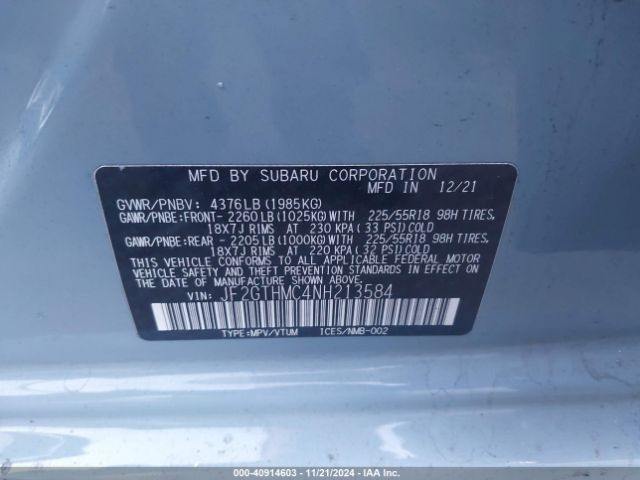 MFD BY SUBARU CORPORATION
MFD IN 12/21
GVWR/PNBV: 4376LB(1985KG)
GAWR/PNBE:FRONT- 2260LB(1025KG)WITH 225/55R18 98H TIRES,
18X7J RIMS AT 230 KPA(33 PSI)COLD
GAWR/PNBE:REAR - 2205LB(1000KG)WITH 225/55R18 98H TIRES,
18X7J RIMS AT 220 KPA(32 PSI)COLD
THIS VEHICLE CONFORMS TO ALL APPLICABLE FEDERAL MOTOR
VEHICLE SAFETY AND THEFT PREVENTION STANDARDS IN EFFECT ON
THE DATE OF MANUFACTURE SHOWN ABOVE.
VIN: JF2GTHMC4NH213584
TYPE:MPV/VTUM ICES/NMB-002
000-40914603 - 11/21/2024 - IAA Inc.